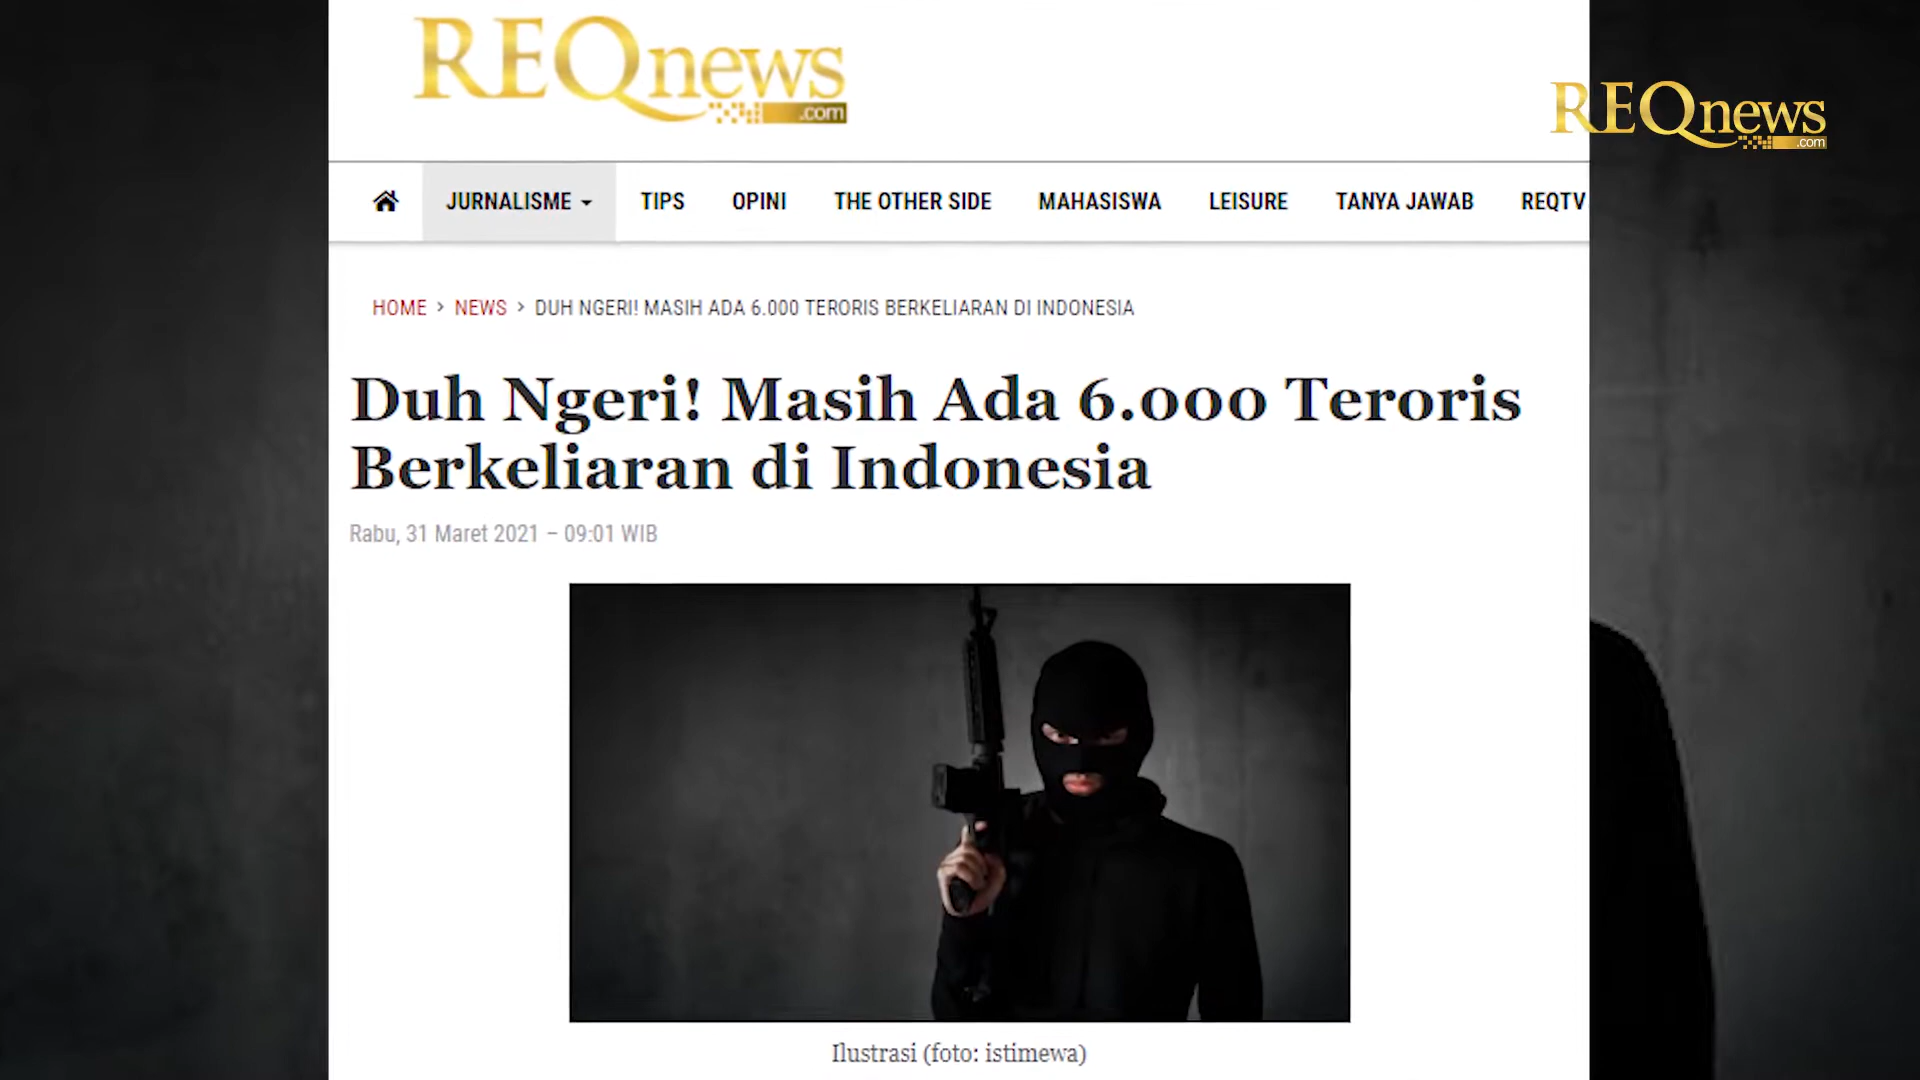 REQnews
.com
REQnews
.com
JURNALISME TIPS OPINI THE OTHER SIDE MAHASISWA LEISURE TANYA JAWAB REQTV
HOME > NEWS > DUH NGERI! MASIH ADA 6.000 TERORIS BERKELIARAN DI INDONESIA
Duh Ngeri! Masih Ada 6.000 Teroris
Berkeliaran di Indonesia
Rabu, 31 Maret 2021 – 09:01 WIB
Ilustrasi (foto: istimewa)